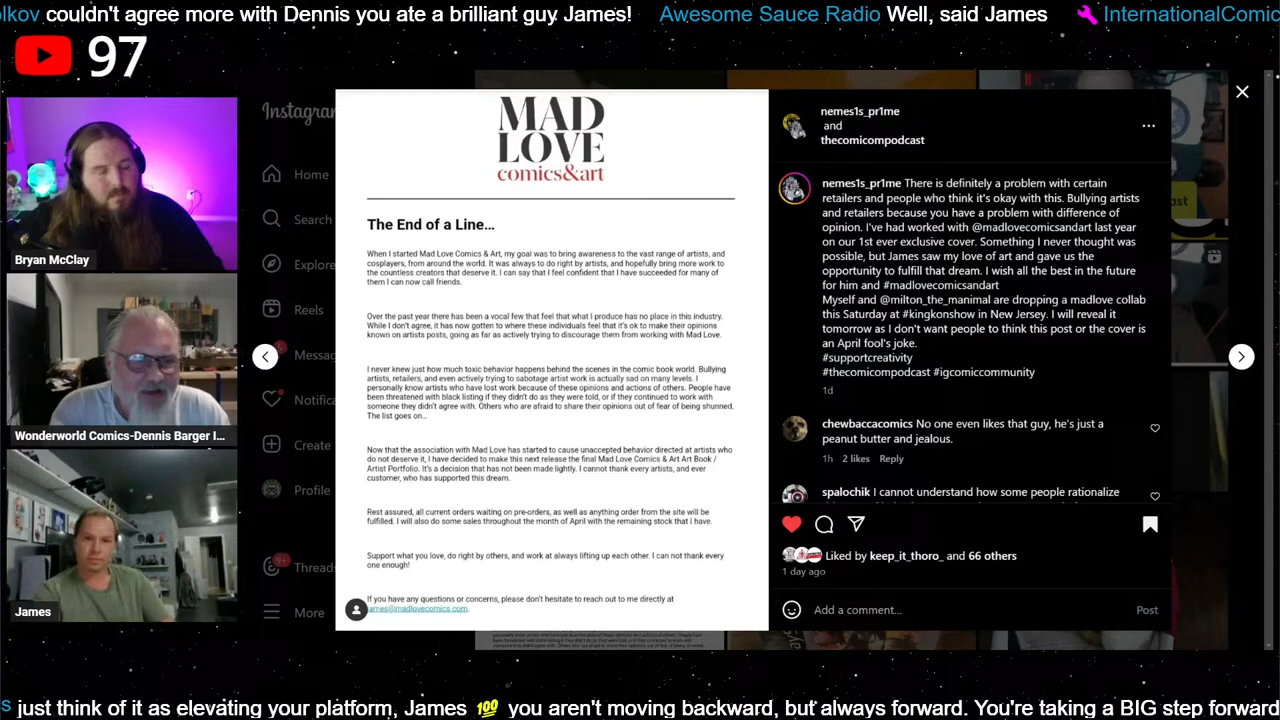 olkov couldn't agree more with Dennis you ate a brilliant guy James! Awesome Sauce Radio Well, said James InternationalComic
97
Instagram
Home
Search
Explore
Reels
Messa
Notifica
Create
Profile
Threads
More
9+
Bryan McClay
Wonderworld Comics-Dennis Barger I...
James
MAD
LOVE
comics&art
The End of a Line...
When I started Mad Love Comics & Art, my goal was to bring awareness to the vast range of artists, and
cosplayers, from around the world. It was always to do right by artists, and hopefully bring more work to
the countless creators that deserve it. I can say that I feel confident that I have succeeded for many of
them I can now call friends.
Over the past year there has been a vocal few that feel that what I produce has no place in this industry.
While I don't agree, it has now gotten to where these individuals feel that it's ok to make their opinions
known on artists posts, going as far as actively trying to discourage them from working with Mad Love.
I never knew just how much toxic behavior happens behind the scenes in the comic book world. Bullying
artists, retailers, and even actively trying to sabotage artist work is actually sad on many levels. I
personally know artists who have lost work because of these opinions and actions of others. People have
been threatened with black listing if they didn't do as they were told, or if they continued to work with
someone they didn't agree with. Others who are afraid to share their opinions out of fear of being shunned.
The list goes on...
Now that the association with Mad Love has started to cause unaccepted behavior directed at artists who
do not deserve it, I have decided to make this next release the final Mad Love Comics & Art Art Book /
Artist Portfolio. It's a decision that has not been made lightly. I cannot thank every artists, and ever
customer, who has supported this dream.
Rest assured, all current orders waiting on pre-orders, as well as anything order from the site will be
fulfilled. I will also do some sales throughout the month of April with the remaining stock that I have.
Support what you love, do right by others, and work at always lifting up each other. I can not thank every
one enough!
If you have any questions or concerns, please don't hesitate to reach out to me directly at
james@madlovecomics.com.
nemes1s_pr1me
and
thecomicompodcast
nemes1s_pr1me There is definitely a problem with certain
retailers and people who think it's okay with this. Bullying artists
and retailers because you have a problem with difference of
opinion. I've had worked with @madlovecomicsandart last year
on our 1st ever exclusive cover. Something I never thought was
possible, but James saw my love of art and gave us the
opportunity to fulfill that dream. I wish all the best in the future
for him and #madlovecomicsandart
Myself and @milton_the_manimal are dropping a madlove collab
this Saturday at #kingkonshow in New Jersey. I will reveal it
tomorrow as I don't want people to think this post or the cover is
an April fool's joke.
#supportcreativity
#thecomicompodcast #igcomiccommunity
1d
chewbaccacomics No one even likes that guy, he's just a
peanut butter and jealous.
1h 2 likes Reply
spalochik I cannot understand how some people rationalize
Liked by keep_it_thoro_ and 66 others
1 day ago
Add a comment...
Post
s just think of it as elevating your platform, James 💯 you aren't moving backward, but always forward. You're taking a BIG step forward